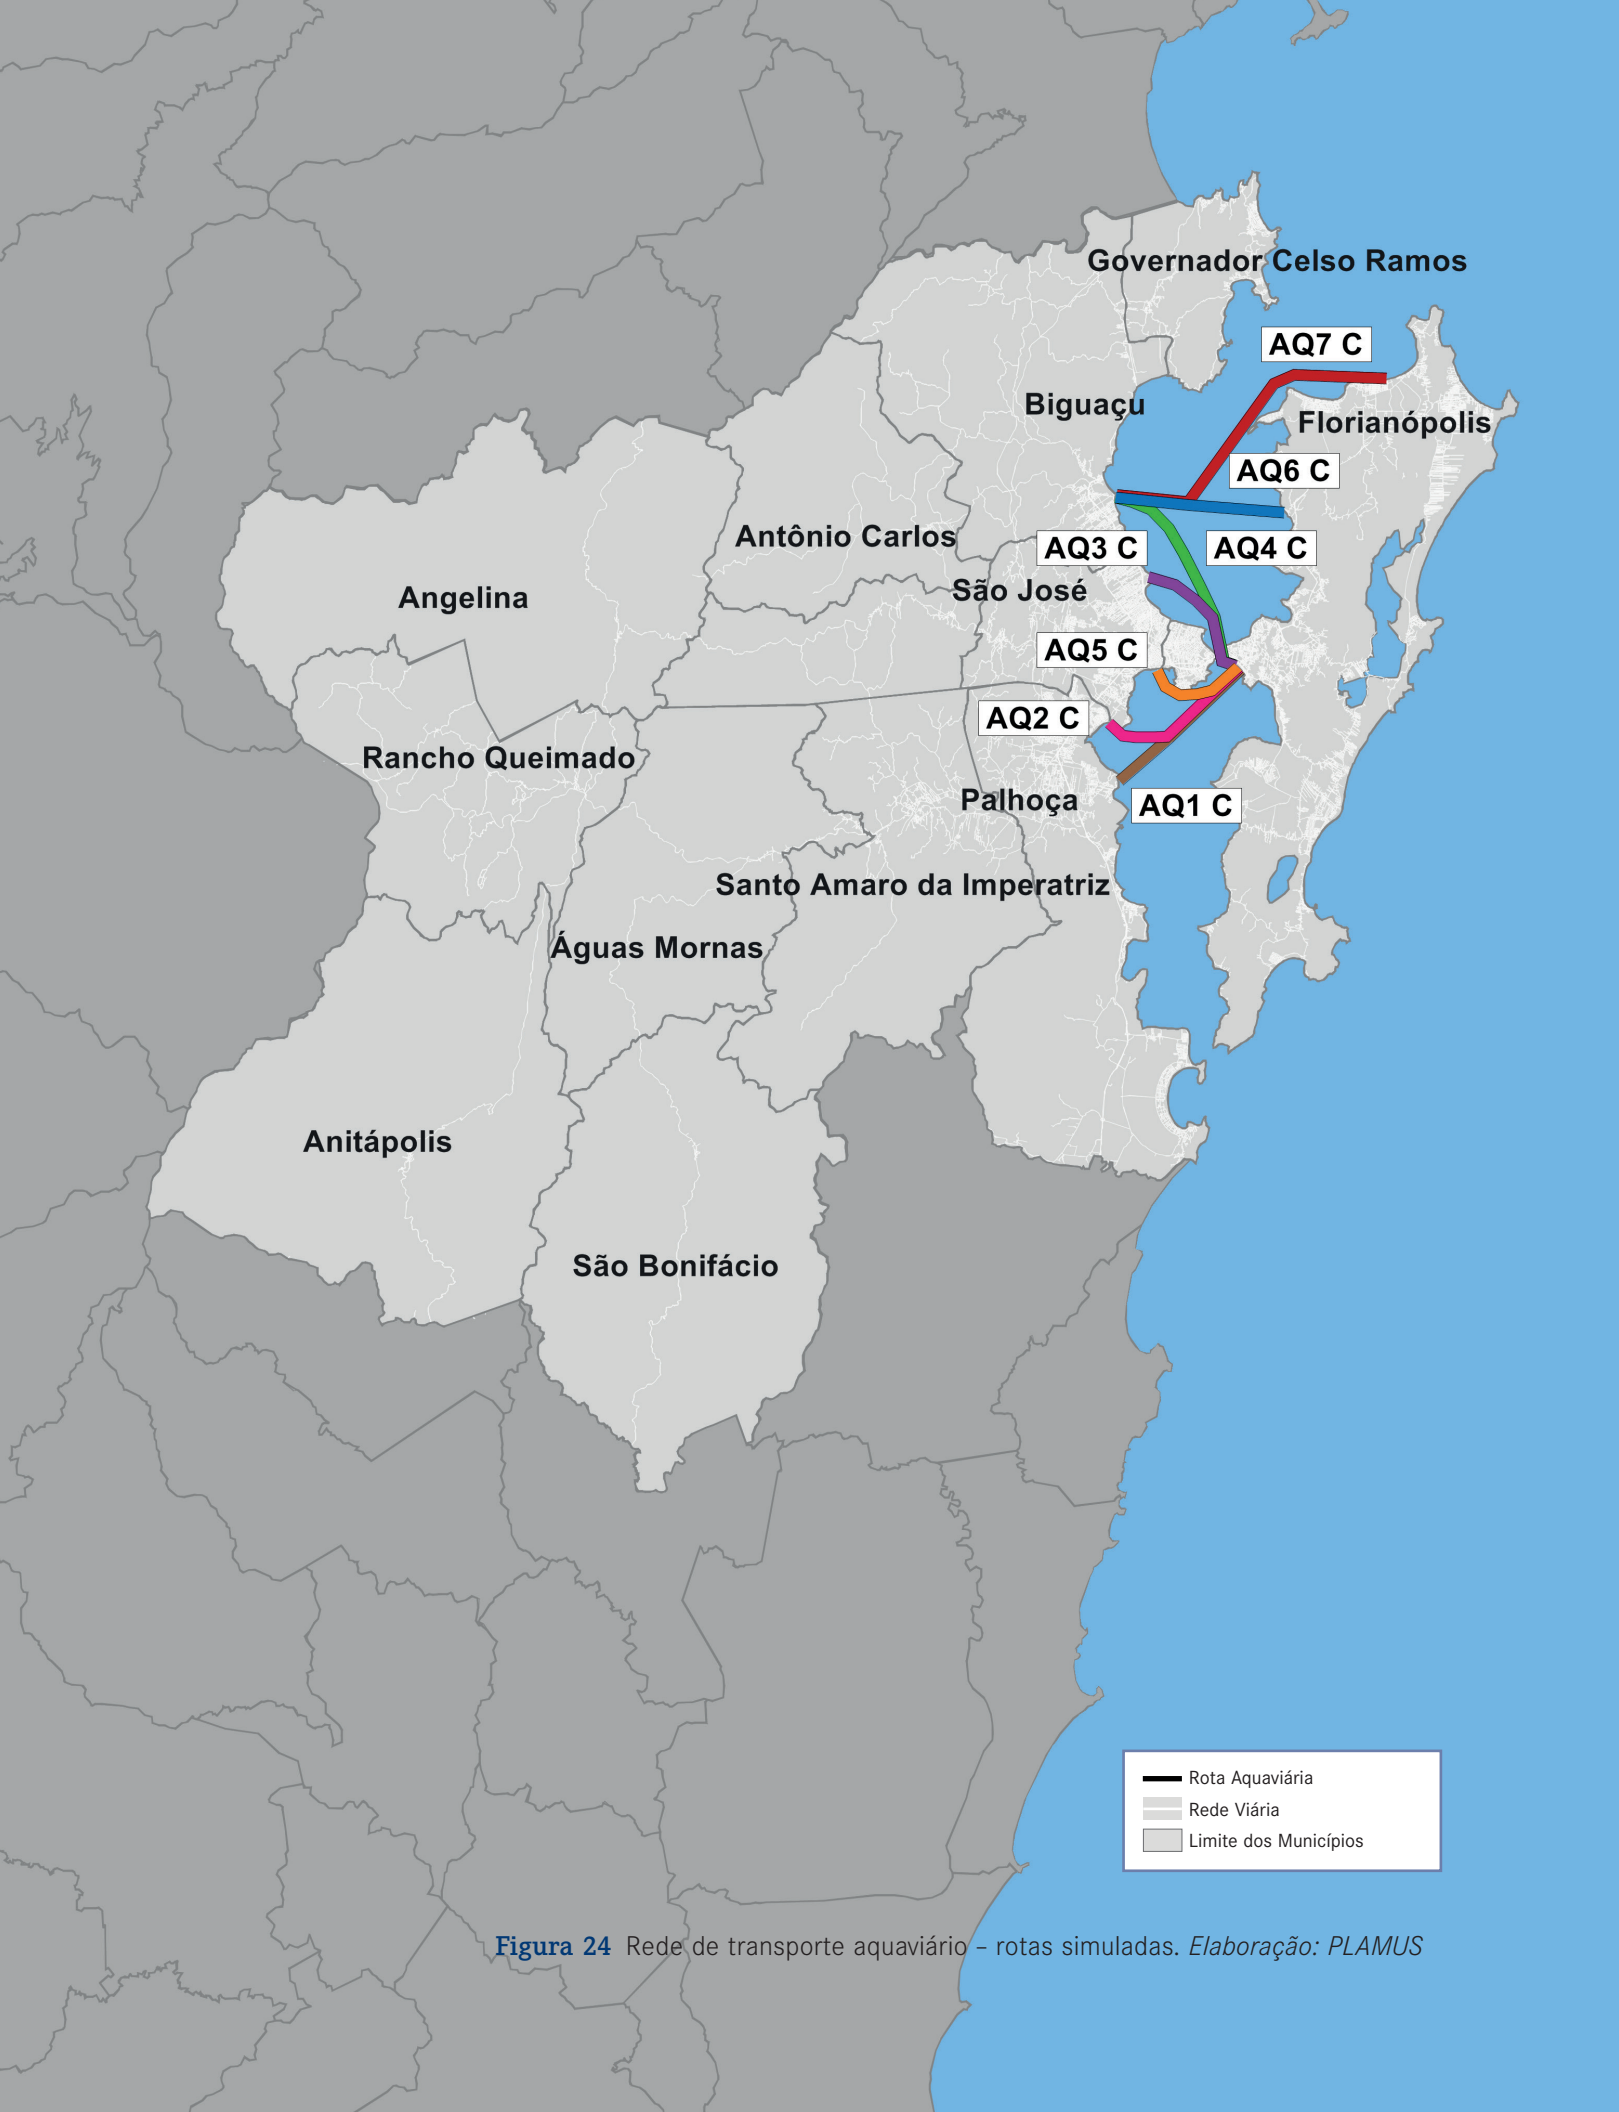 Governador Celso Ramos
AQ7 C
Biguaçu
Florianópolis
AQ6 C
Antônio Carlos
AQ3 C
AQ4 C
São José
Angelina
AQ5 C
AQ2 C
Rancho Queimado
Palhoça
AQ1 C
Santo Amaro da Imperatriz
Águas Mornas
Anitápolis
São Bonifácio
Rota Aquaviária
Rede Viária
Limite dos Municípios
Figura 24 Rede de transporte aquaviário – rotas simuladas. Elaboração: PLAMUS